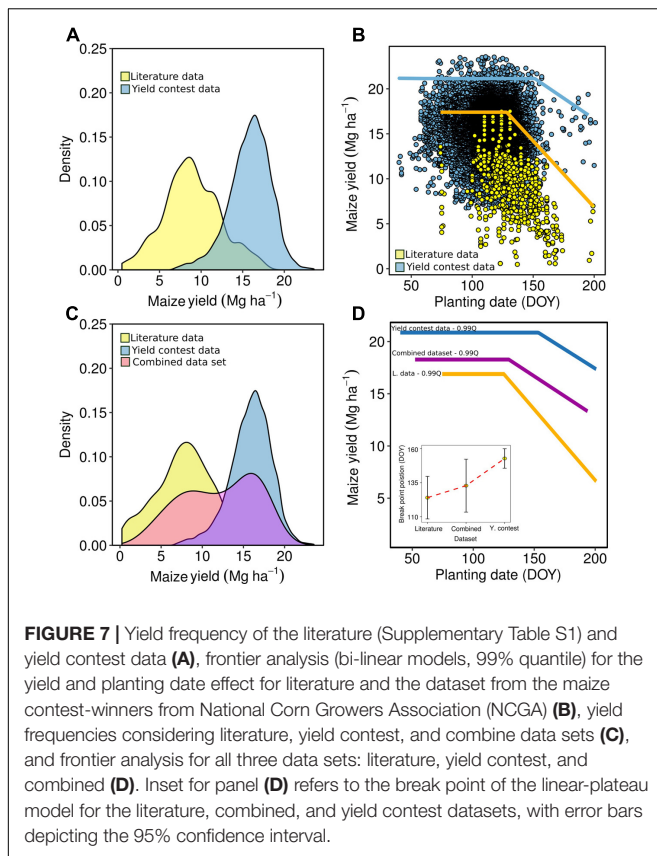 A
0.25
0.20
0.15
0.10
0.05
0.00
Density
Literature data
Yield contest data
0 5 10 15 20
Maize yield (Mg ha⁻¹)
B
20
15
10
5
0
Maize yield (Mg ha⁻¹)
Literature data
Yield contest data
50 100 150 200
Planting date (DOY)
C
0.25
0.20
0.15
0.10
0.05
0.00
Density
Literature data
Yield contest data
Combined data set
0 5 10 15 20
Maize yield (Mg ha⁻¹)
D
20
15
10
5
Maize yield (Mg ha⁻¹)
Yield contest data - 0.99Q
Combined dataset - 0.99Q
L. data - 0.99Q
160
135
110
Break point position (DOY)
Literature Combined Y. contest
Dataset
50 100 150 200
Planting date (DOY)
FIGURE 7 | Yield frequency of the literature (Supplementary Table S1) and
yield contest data (A), frontier analysis (bi-linear models, 99% quantile) for the
yield and planting date effect for literature and the dataset from the maize
contest-winners from National Corn Growers Association (NCGA) (B), yield
frequencies considering literature, yield contest, and combine data sets (C),
and frontier analysis for all three data sets: literature, yield contest, and
combined (D). Inset for panel (D) refers to the break point of the linear-plateau
model for the literature, combined, and yield contest datasets, with error bars
depicting the 95% confidence interval.